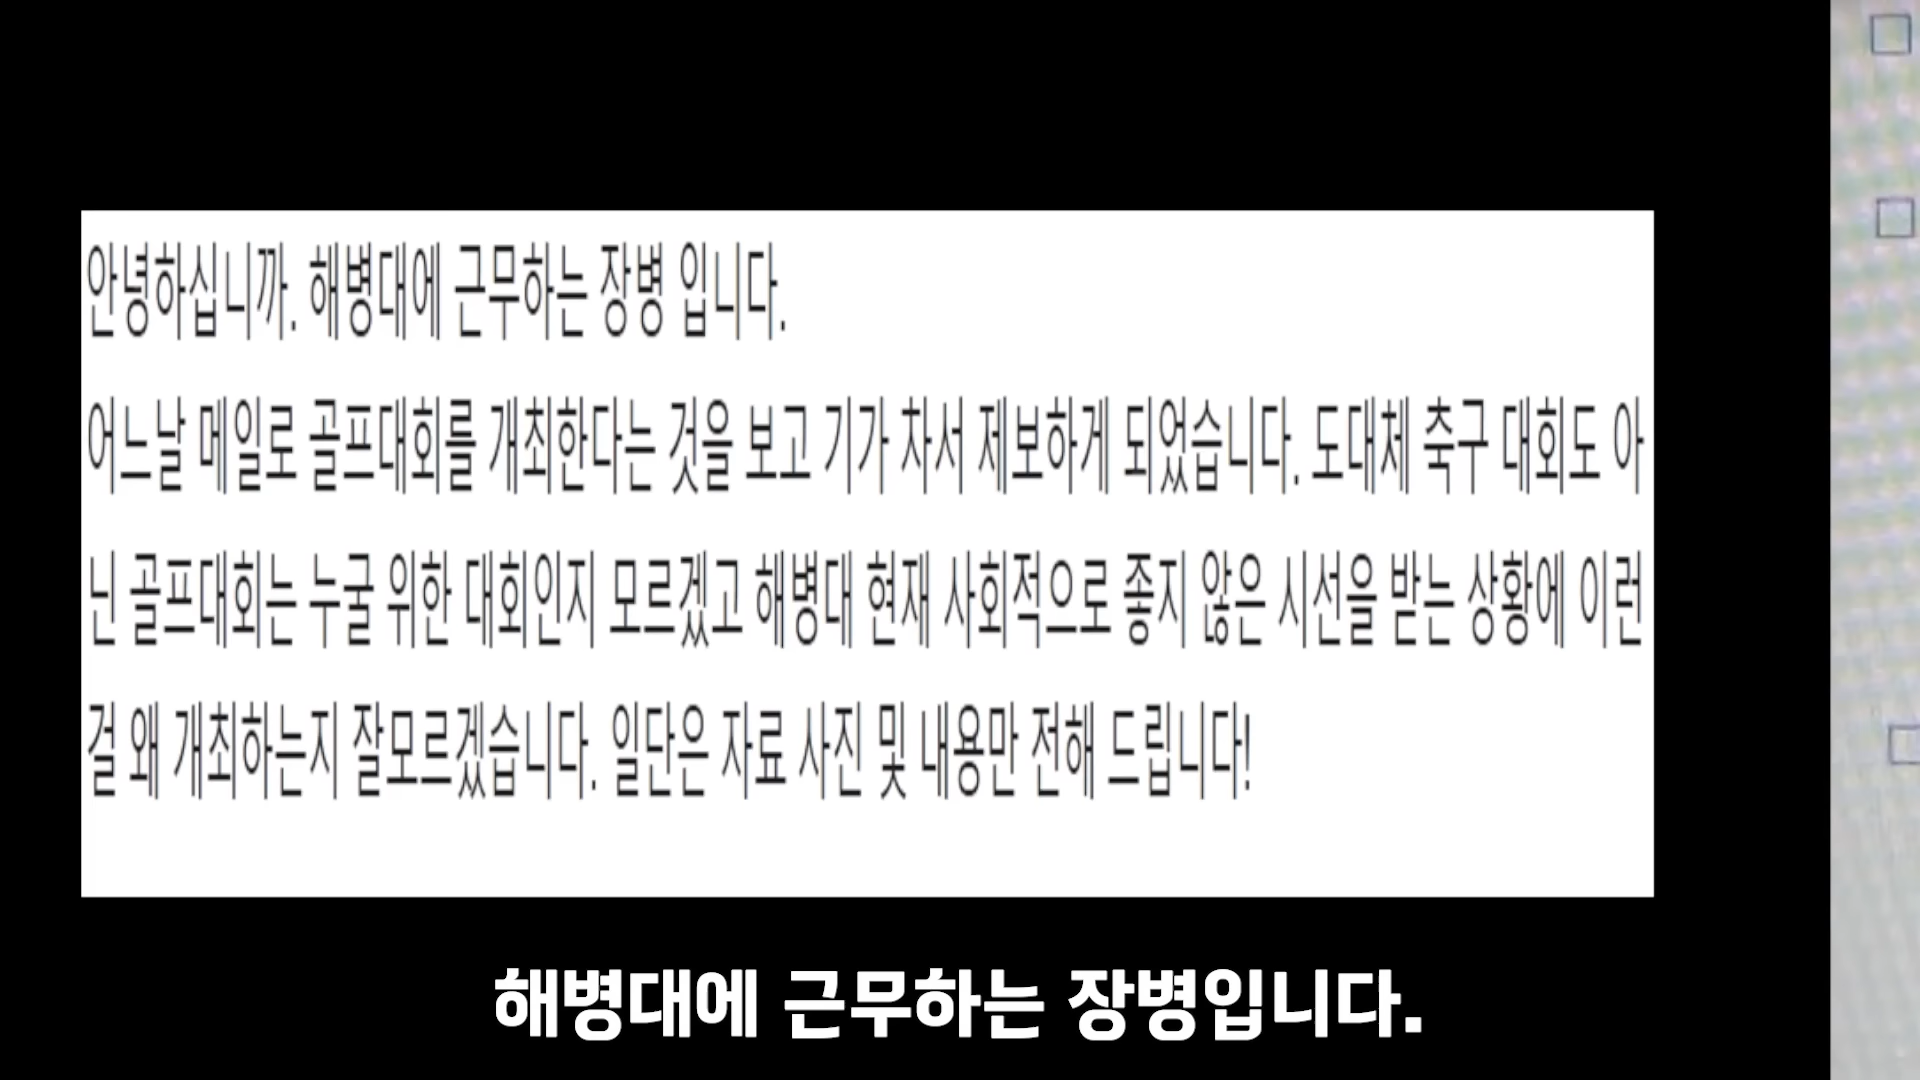 안녕하십니까. 해병대에 근무하는 장병 입니다.
어느날 메일로 골프대회를 개최한다는 것을 보고 기가 차서 제보하게 되었습니다. 도대체 축구 대회도 아
닌 골프대회는 누굴 위한 대회인지 모르겠고 해병대 현재 사회적으로 좋지 않은 시선을 받는 상황에 이런
걸 왜 개최하는지 잘모르겠습니다. 일단은 자료 사진 및 내용만 전해 드립니다!
해병대에 근무하는 장병입니다.